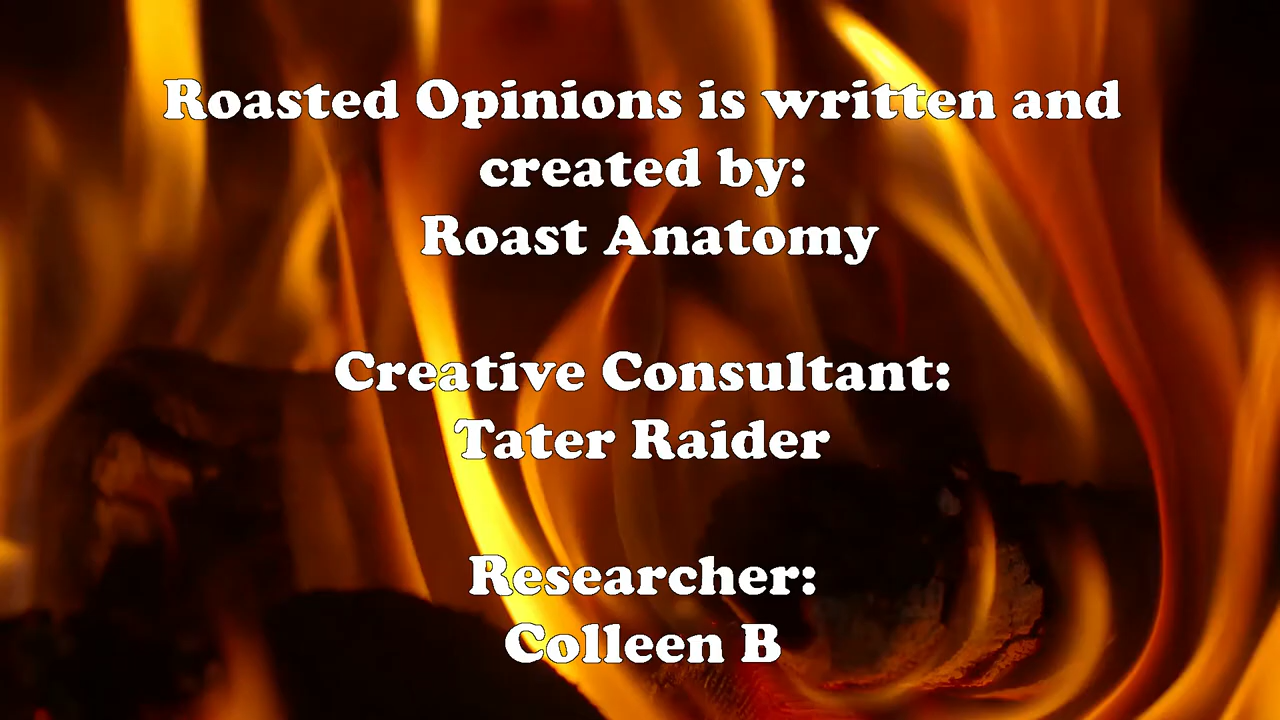 Roasted Opinions is written and
created by:
Roast Anatomy
Creative Consultant:
Tater Raider
Researcher:
Colleen B